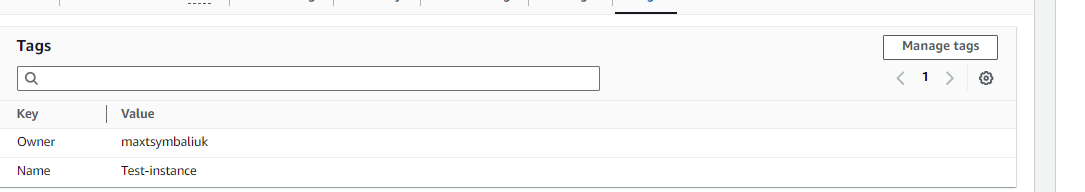 Tags
Manage tags
1
Key Value
Owner maxtsymbaliuk
Name Test-instance